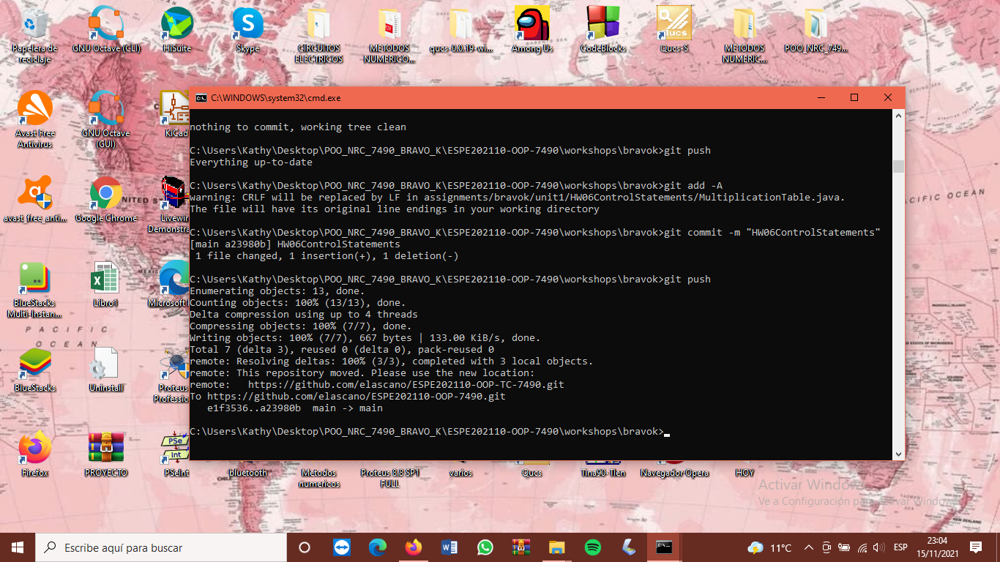 Papelera de
reciclaje
GNU Octave (CLI)
HiSuite
Skype
CIRCUITOS
ELECTRICOS
METODOS
NUMERICO...
qucs-0.0.19-wi...
Among Us
CodeBlocks
Qucs-S
METODOS
NUMERIC...
POO_NRC_749...
Avast Free
Antivirus
GNU Octave
(GUI)
KiCad
avast_free_anti...
Google Chrome
Livewire
Demonstra
BlueStacks
Multi-Instan...
Libro1
Microsoft
BlueStacks
Uninstall
Proteus
Professio
Firefox
PROYECTO
PSeInt
bluetooth
Metodos
numericos
Proteus 8.8 SP1
FULL
varios
Qucs
Tina90-TIen
Navegador Opera
HOY
C:\WINDOWS\system32\cmd.exe
nothing to commit, working tree clean
C:\Users\Kathy\Desktop\POO_NRC_7490_BRAVO_K\ESPE202110-OOP-7490\workshops\bravok>git push
Everything up-to-date
C:\Users\Kathy\Desktop\POO_NRC_7490_BRAVO_K\ESPE202110-OOP-7490\workshops\bravok>git add -A
warning: CRLF will be replaced by LF in assignments/bravok/unit1/HW06ControlStatements/MultiplicationTable.java.
The file will have its original line endings in your working directory
C:\Users\Kathy\Desktop\POO_NRC_7490_BRAVO_K\ESPE202110-OOP-7490\workshops\bravok>git commit -m "HW06ControlStatements"
[main a23980b] HW06ControlStatements
1 file changed, 1 insertion(+), 1 deletion(-)
C:\Users\Kathy\Desktop\POO_NRC_7490_BRAVO_K\ESPE202110-OOP-7490\workshops\bravok>git push
Enumerating objects: 13, done.
Counting objects: 100% (13/13), done.
Delta compression using up to 4 threads
Compressing objects: 100% (7/7), done.
Writing objects: 100% (7/7), 667 bytes | 133.00 KiB/s, done.
Total 7 (delta 3), reused 0 (delta 0), pack-reused 0
remote: Resolving deltas: 100% (3/3), completed with 3 local objects.
remote: This repository moved. Please use the new location:
remote:   https://github.com/elascano/ESPE202110-OOP-TC-7490.git
To https://github.com/elascano/ESPE202110-OOP-7490.git
e1f3536..a23980b  main -> main
C:\Users\Kathy\Desktop\POO_NRC_7490_BRAVO_K\ESPE202110-OOP-7490\workshops\bravok>
PACIFIC
OCEAN
CIFIC OCEAN
Activar Windows
Ve a Configuración para activar Windows.
Escribe aquí para buscar
11°C
ESP
23:04
15/11/2021